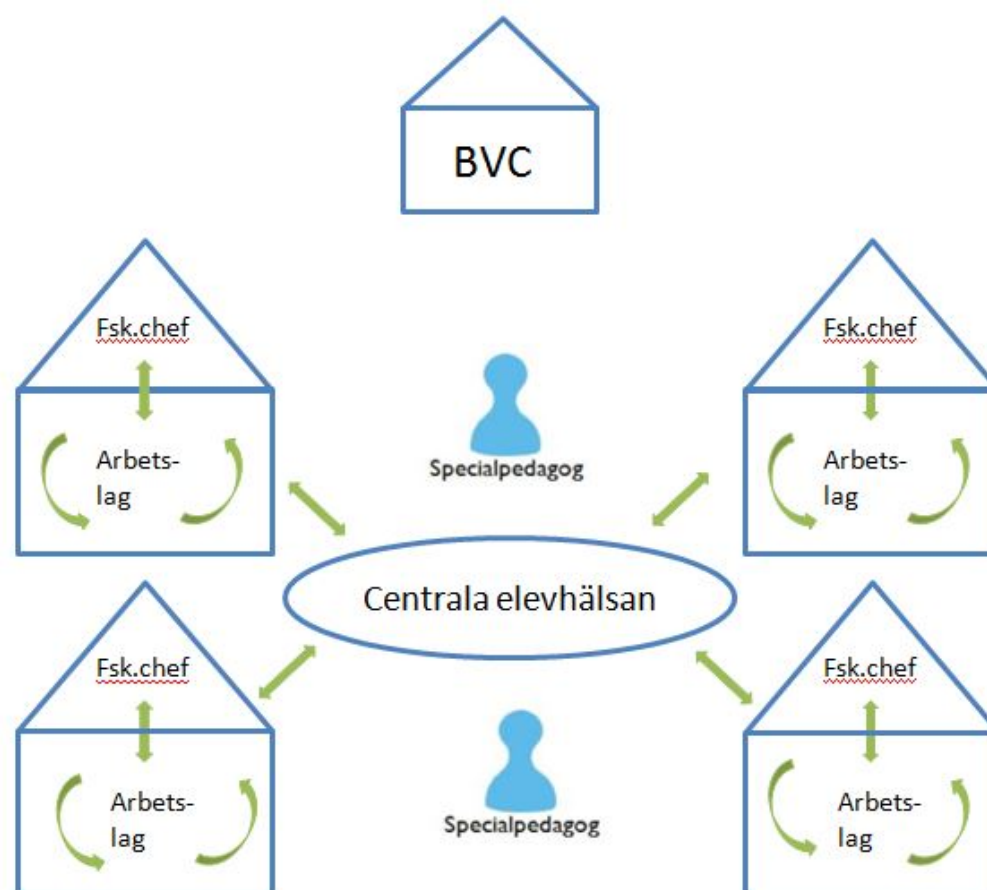 BVC
Fsk.chef
Fsk.chef
Arbets-
lag
Specialpedagog
Arbets-
lag
Centrala elevhälsan
Fsk.chef
Fsk.chef
Arbets-
lag
Specialpedagog
Arbets-
lag